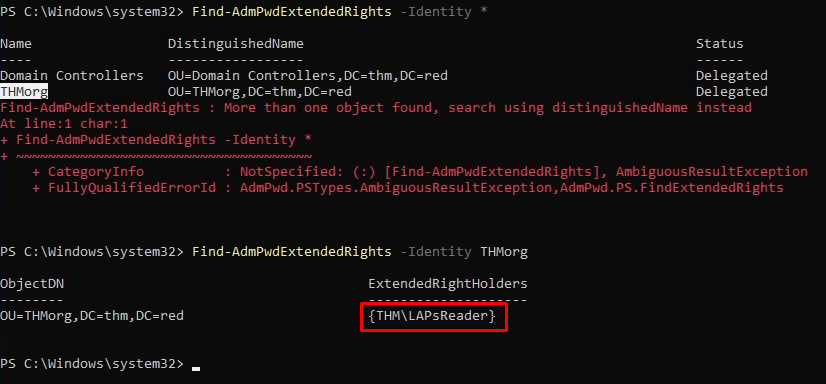 PS C:\Windows\system32> Find-AdmPwdExtendedRights -Identity *
Name DistinguishedName Status
---- ----------------- ------
Domain Controllers OU=Domain Controllers,DC=thm,DC=red Delegated
THMorg OU=THMorg,DC=thm,DC=red Delegated
Find-AdmPwdExtendedRights : More than one object found, search using distinguishedName instead
At line:1 char:1
+ Find-AdmPwdExtendedRights -Identity *
+ ~~~~~~~~~~~~~~~~~~~~~~~~~~~~~~~~~~~~~
+ CategoryInfo : NotSpecified: (:) [Find-AdmPwdExtendedRights], AmbiguousResultException
+ FullyQualifiedErrorId : AdmPwd.PSTypes.AmbiguousResultException,AdmPwd.PS.FindExtendedRights
PS C:\Windows\system32> Find-AdmPwdExtendedRights -Identity THMorg
ObjectDN ExtendedRightHolders
-------- --------------------
OU=THMorg,DC=thm,DC=red {THM\LAPsReader}
PS C:\Windows\system32>